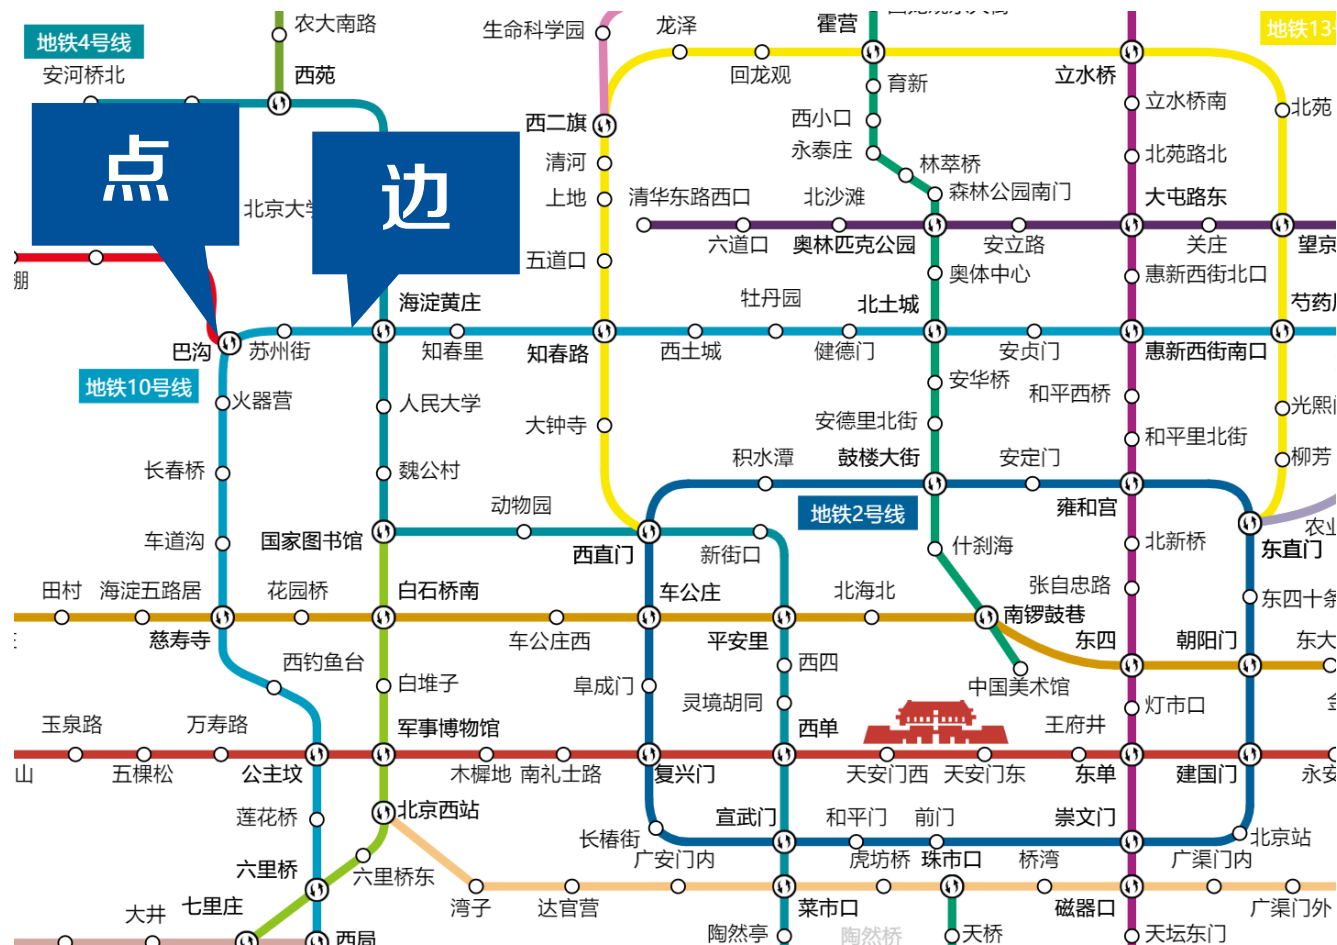 农大南路
生命科学园
龙泽
霍营
地铁4号线
地铁13号
安河桥北
西苑
回龙观
立水桥
育新
立水桥南
北苑
西小口
西二旗
永泰庄
点
清河
林萃桥
北苑路北
边
上地
清华东路西口
北沙滩
森林公园南门
大屯路东
北京大学
六道口
奥林匹克公园
安立路
关庄
望京
五道口
奥体中心
惠新西街北口
棚
海淀黄庄
牡丹园
北土城
芍药居
巴沟
苏州街
知春里
知春路
西土城
健德门
安贞门
惠新西街南口
地铁10号线
火器营
人民大学
安华桥
和平西桥
光熙门
大钟寺
安德里北街
和平里北街
长春桥
魏公村
积水潭
鼓楼大街
安定门
柳芳
动物园
地铁2号线
雍和宫
车道沟
国家图书馆
西直门
新街口
什刹海
北新桥
东直门
农业
田村
海淀五路居
花园桥
白石桥南
车公庄
北海北
张自忠路
东四十条
慈寿寺
车公庄西
平安里
南锣鼓巷
东四
朝阳门
东大
西钓鱼台
白堆子
阜成门
西四
中国美术馆
灵境胡同
灯市口
玉泉路
万寿路
军事博物馆
西单
王府井
山
五棵松
公主坟
木樨地
南礼士路
复兴门
天安门西
天安门东
东单
建国门
永安
莲花桥
北京西站
长椿街
宣武门
和平门
前门
崇文门
北京站
六里桥
六里桥东
广安门内
虎坊桥
珠市口
桥湾
广渠门内
大井
七里庄
湾子
达官营
菜市口
磁器口
广渠门外
西局
陶然亭
陶然桥
天桥
天坛东门